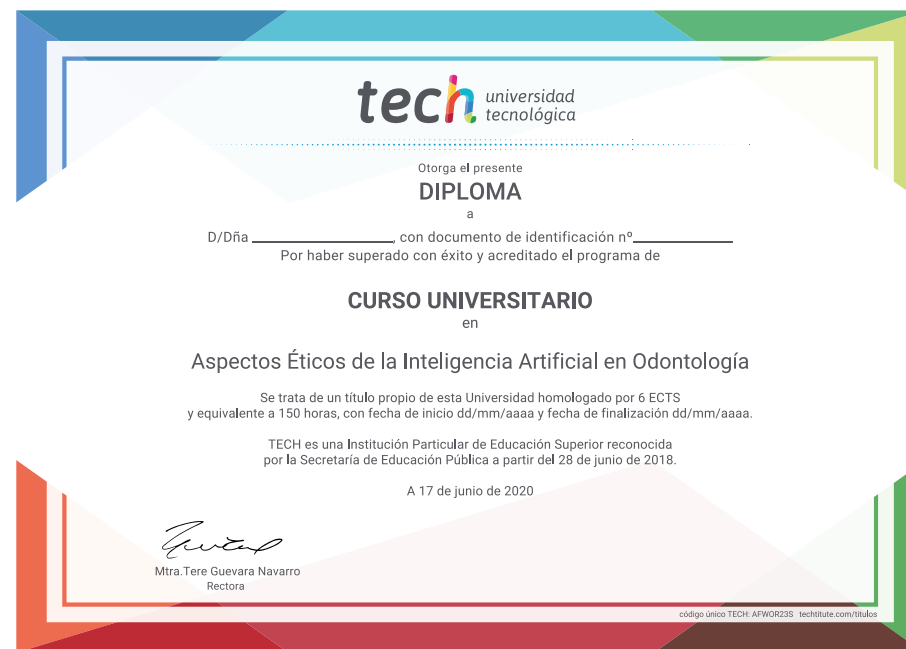 tech universidad
tecnológica
Otorga el presente
DIPLOMA
a
D/Dña ____________________, con documento de identificación nº______________
Por haber superado con éxito y acreditado el programa de
CURSO UNIVERSITARIO
en
Aspectos Éticos de la Inteligencia Artificial en Odontología
Se trata de un título propio de esta Universidad homologado por 6 ECTS
y equivalente a 150 horas, con fecha de inicio dd/mm/aaaa y fecha de finalización dd/mm/aaaa.
TECH es una Institución Particular de Educación Superior reconocida
por la Secretaría de Educación Pública a partir del 28 de junio de 2018.
A 17 de junio de 2020
Mtra.Tere Guevara Navarro
Rectora
código único TECH: AFWOR23S techtitute.com/titulos